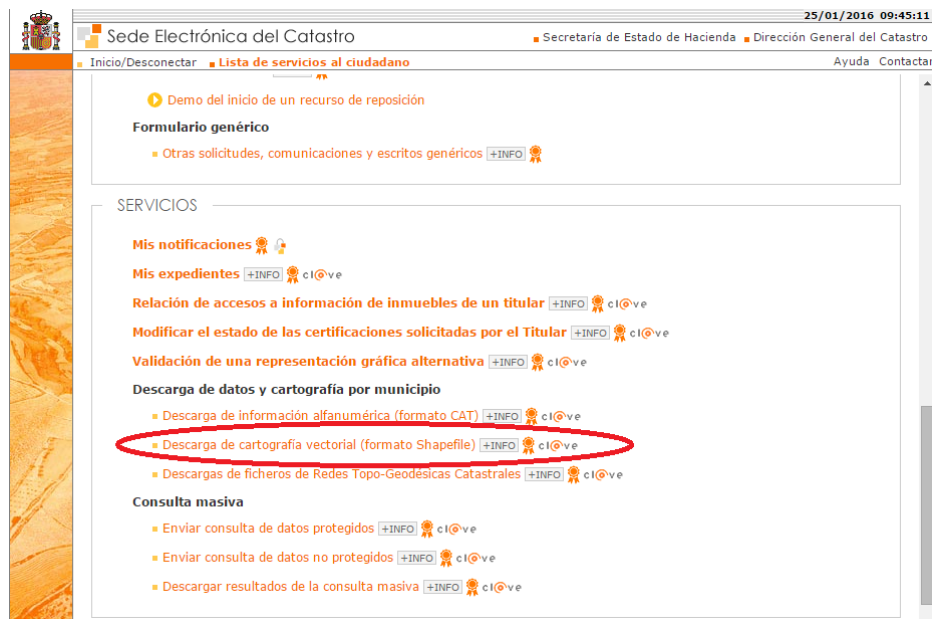 25/01/2016 09:45:11
Sede Electrónica del Catastro
Secretaría de Estado de Hacienda Dirección General del Catastro
Inicio/Desconectar Lista de servicios al ciudadano Ayuda Contactar
Demo del inicio de un recurso de reposición
Formulario genérico
Otras solicitudes, comunicaciones y escritos genéricos +INFO
SERVICIOS
Mis notificaciones
Mis expedientes +INFO cl@ve
Relación de accesos a información de inmuebles de un titular +INFO cl@ve
Modificar el estado de las certificaciones solicitadas por el Titular +INFO cl@ve
Validación de una representación gráfica alternativa +INFO cl@ve
Descarga de datos y cartografía por municipio
Descarga de información alfanumérica (formato CAT) +INFO cl@ve
Descarga de cartografía vectorial (formato Shapefile) +INFO cl@ve
Descargas de ficheros de Redes Topo-Geodésicas Catastrales +INFO cl@ve
Consulta masiva
Enviar consulta de datos protegidos +INFO cl@ve
Enviar consulta de datos no protegidos +INFO cl@ve
Descargar resultados de la consulta masiva +INFO cl@ve